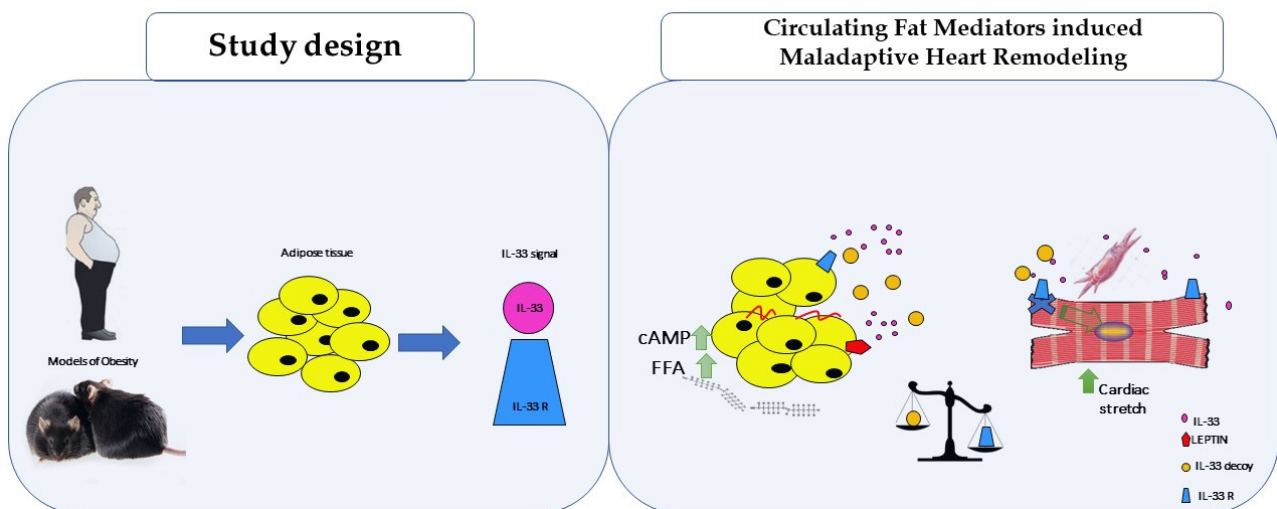 Study design
Models of Obesity
Adipose tissue
IL-33 signal
IL-33
IL-33 R
Circulating Fat Mediators induced
Maladaptive Heart Remodeling
cAMP
FFA
Cardiac
stretch
IL-33
LEPTIN
IL-33 decoy
IL-33 R